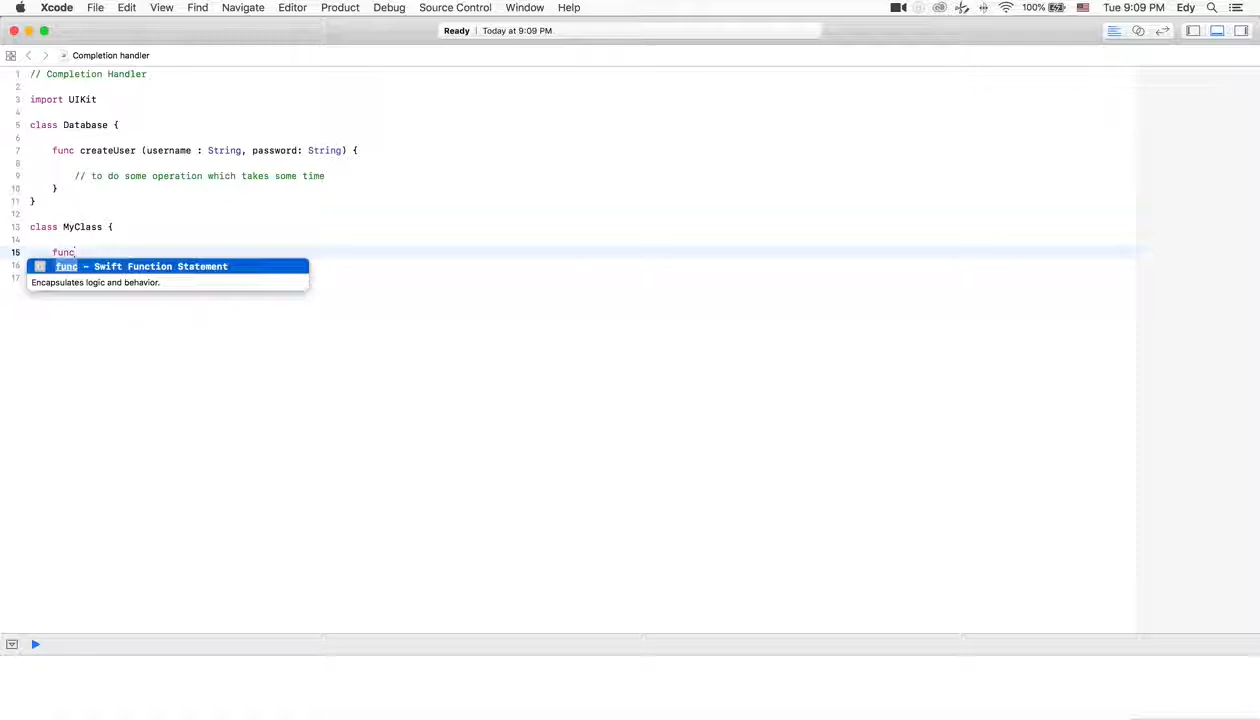 Xcode File Edit View Find Navigate Editor Product Debug Source Control Window Help 100% Tue 9:09 PM Edy
Ready | Today at 9:09 PM
Completion handler
1 // Completion Handler
2
3 import UIKit
4
5 class Database {
6
7 func createUser (username : String, password: String) {
8
9 // to do some operation which takes some time
10 }
11 }
12
13 class MyClass {
14
15 func
16 func - Swift Function Statement
17 Encapsulates logic and behavior.